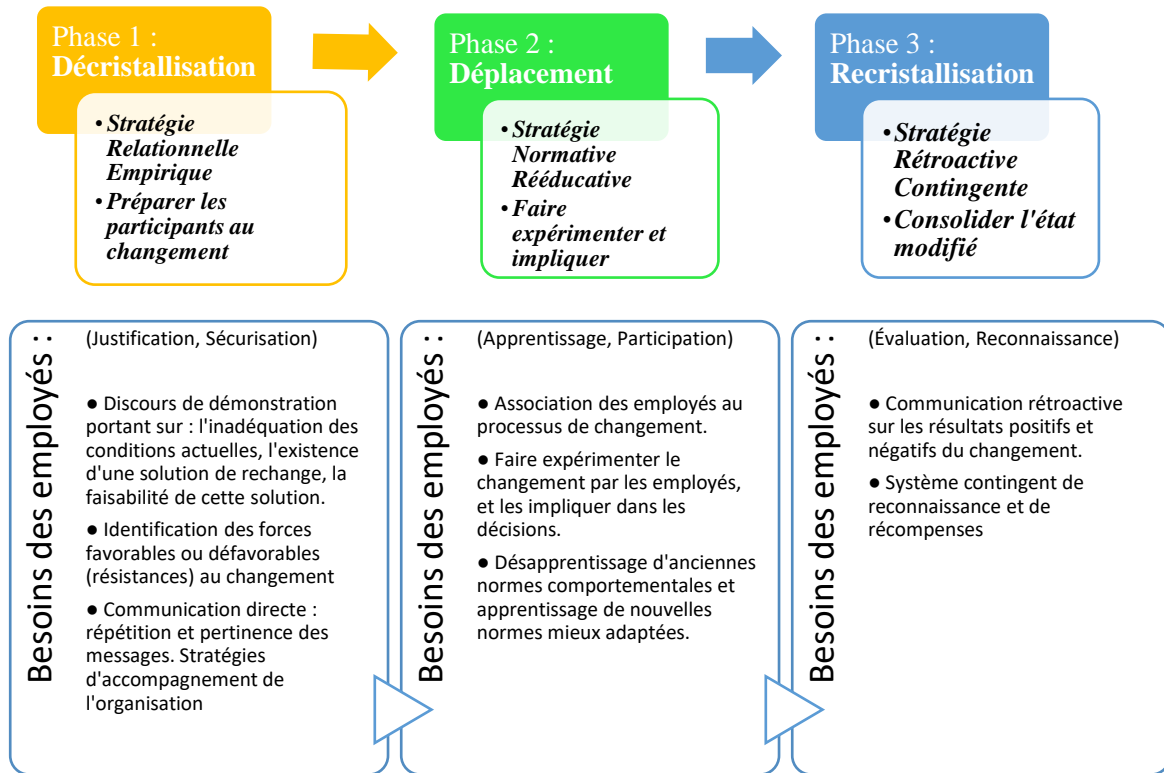 Phase 1 :
Décristallisation
• Stratégie
Relationnelle
Empirique
• Préparer les
participants au
changement
Phase 2 :
Déplacement
• Stratégie
Normative
Rééducative
• Faire
expérimenter et
impliquer
Phase 3 :
Recristallisation
• Stratégie
Rétroactive
Contingente
• Consolider l'état
modifié
Besoins des employés :
(Justification, Sécurisation)
● Discours de démonstration
portant sur : l'inadéquation des
conditions actuelles, l'existence
d'une solution de rechange, la
faisabilité de cette solution.
● Identification des forces
favorables ou défavorables
(résistances) au changement
● Communication directe :
répétition et pertinence des
messages. Stratégies
d'accompagnement de
l'organisation
Besoins des employés :
(Apprentissage, Participation)
● Association des employés au
processus de changement.
● Faire expérimenter le
changement par les employés,
et les impliquer dans les
décisions.
● Désapprentissage d'anciennes
normes comportementales et
apprentissage de nouvelles
normes mieux adaptées.
Besoins des employés :
(Évaluation, Reconnaissance)
● Communication rétroactive
sur les résultats positifs et
négatifs du changement.
● Système contingent de
reconnaissance et de
récompenses